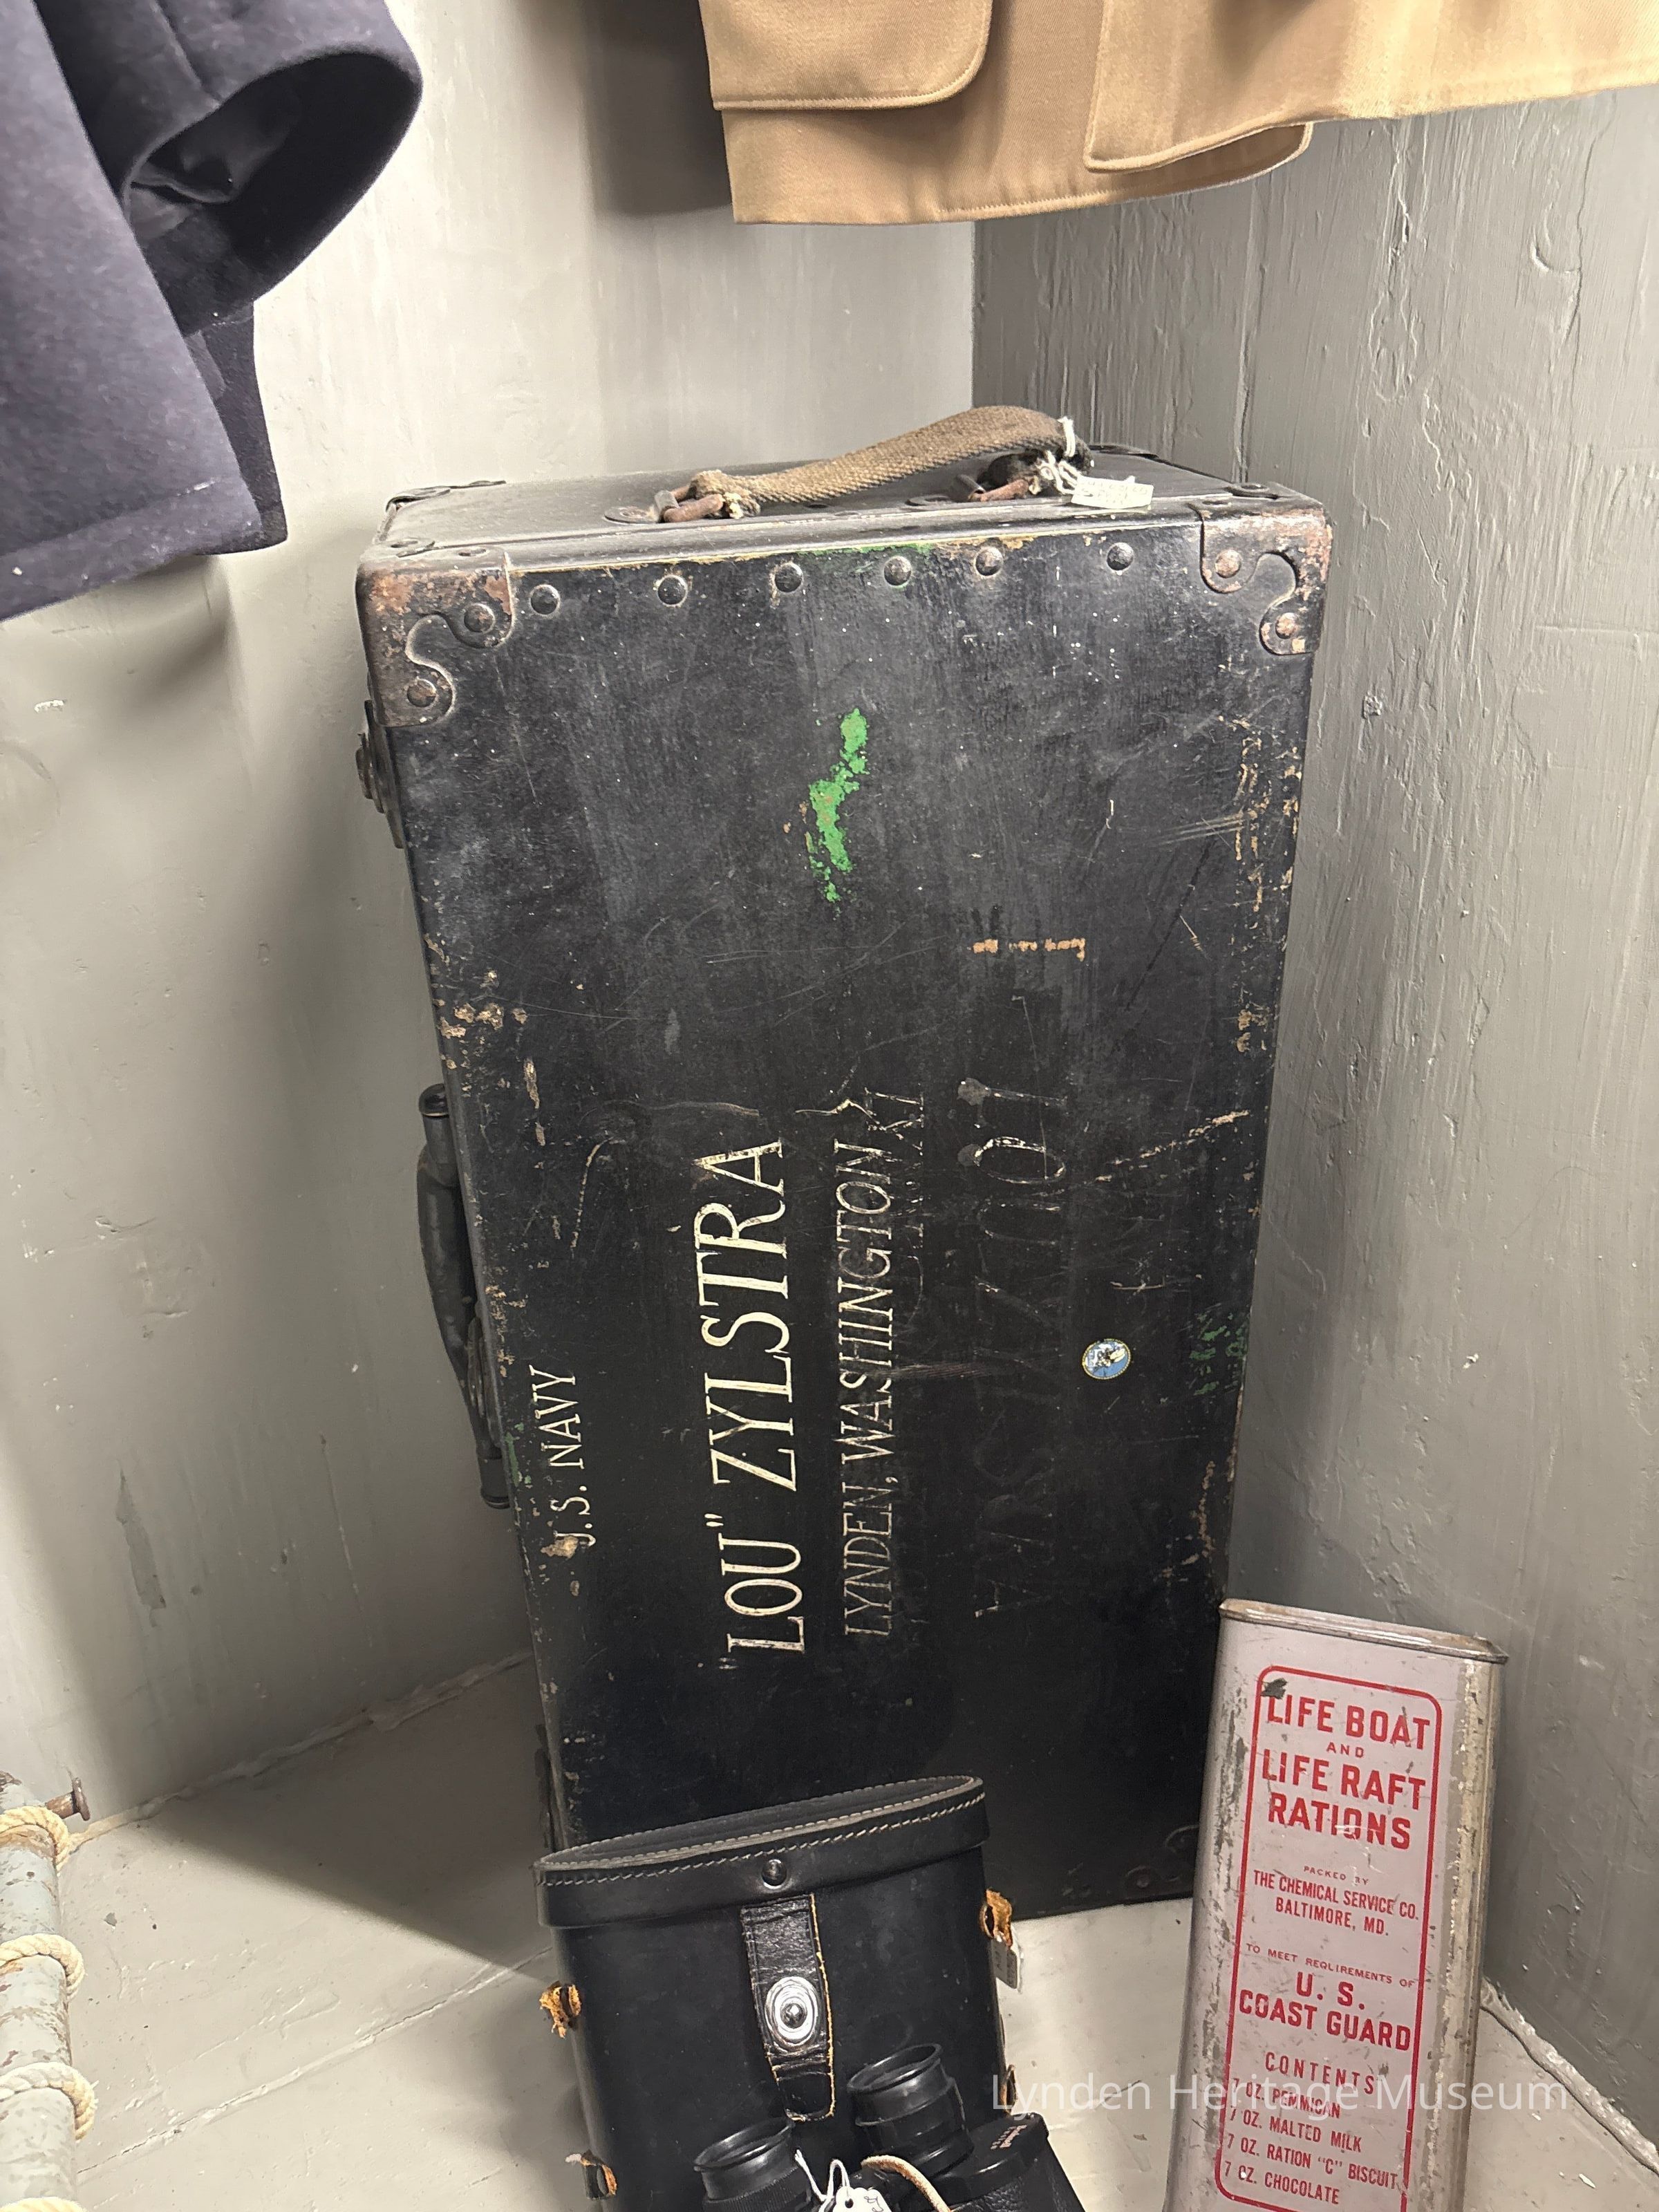 U.S. NAVY
"LOU" ZYLSTRA
LYNDEN, WASHINGTON
LIFE BOAT
AND
LIFE RAFT
RATIONS
PACKED BY
THE CHEMICAL SERVICE CO.
BALTIMORE, MD.
TO MEET REQUIREMENTS OF
U. S.
COAST GUARD
CONTENTS
7 OZ. PEMMICAN
7 OZ. MALTED MILK
7 OZ. RATION "C" BISCUIT
7 OZ. CHOCOLATE
Lynden Heritage Museum